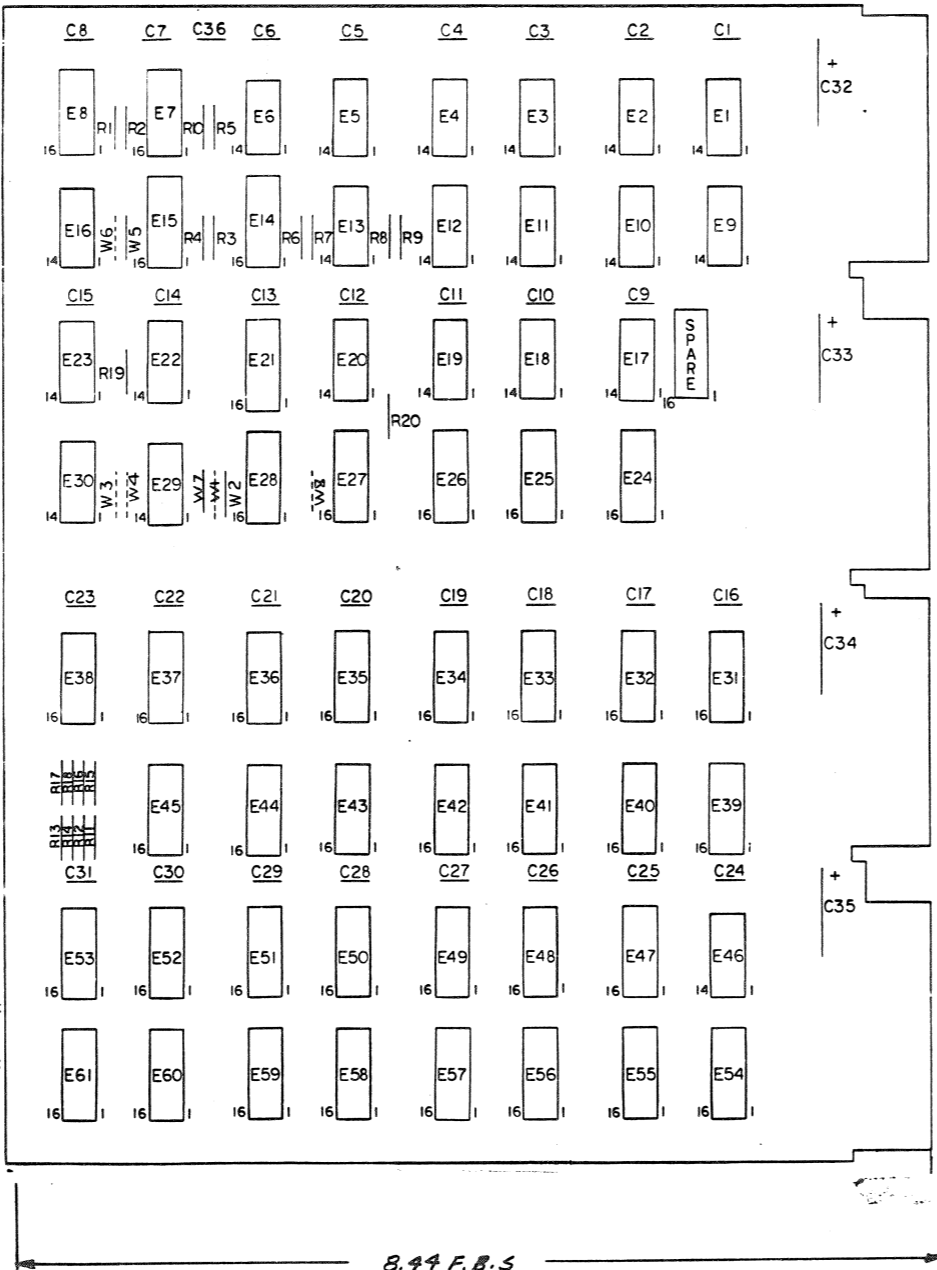 C8 C7 C36 C6 C5 C4 C3 C2 C1
+
C32
E8 R1 R2 E7 R10 R5 E6 E5 E4 E3 E2 E1
16 1 16 1 14 1 14 1 14 1 14 1 14 1 14 1
E16 W6 W5 E15 R4 R3 E14 R6 R7 E13 R8 R9 E12 E11 E10 E9
14 1 16 1 16 1 14 1 14 1 14 1 14 1 14 1
C15 C14 C13 C12 C11 C10 C9
+
C33
E23 R19 E22 E21 E20 E19 E18 E17 SPARE
14 1 14 1 16 1 14 1 14 1 14 1 14 1 16 1
R20
E30 W3 W4 E29 W7 W1 W2 E28 W8 E27 E26 E25 E24
14 1 14 1 16 1 16 1 16 1 16 1 16 1
C23 C22 C21 C20 C19 C18 C17 C16
+
C34
E38 E37 E36 E35 E34 E33 E32 E31
16 1 16 1 16 1 16 1 16 1 16 1 16 1 16 1
R17 R18 R16 R15
R13 R14 R12 R11
E45 E44 E43 E42 E41 E40 E39
16 1 16 1 16 1 16 1 16 1 16 1 16 1
C31 C30 C29 C28 C27 C26 C25 C24
+
C35
E53 E52 E51 E50 E49 E48 E47 E46
16 1 16 1 16 1 16 1 16 1 16 1 16 1 14 1
E61 E60 E59 E58 E57 E56 E55 E54
16 1 16 1 16 1 16 1 16 1 16 1 16 1 16 1
8.44 F.B.S